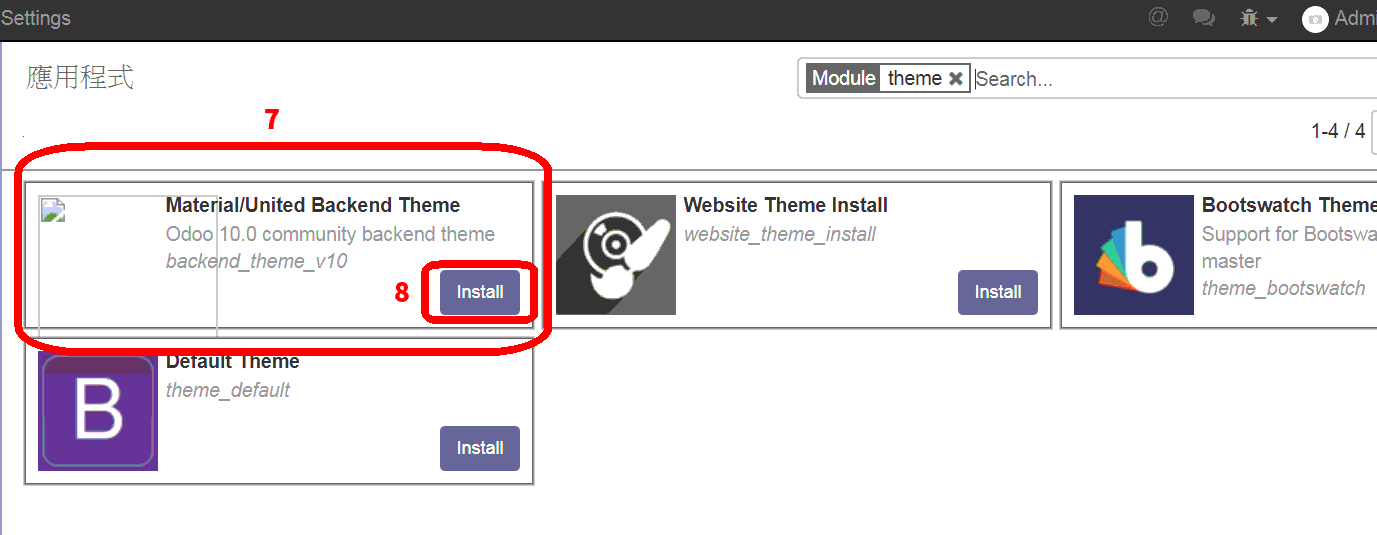 Settings
@
Admi
應用程式
Module theme ✖ Search...
7
1-4 / 4
Material/United Backend Theme
Odoo 10.0 community backend theme
backend_theme_v10
8
Install
Website Theme Install
website_theme_install
Install
Bootswatch Theme
Support for Bootswa
master
theme_bootswatch
b
Default Theme
theme_default
B
Install